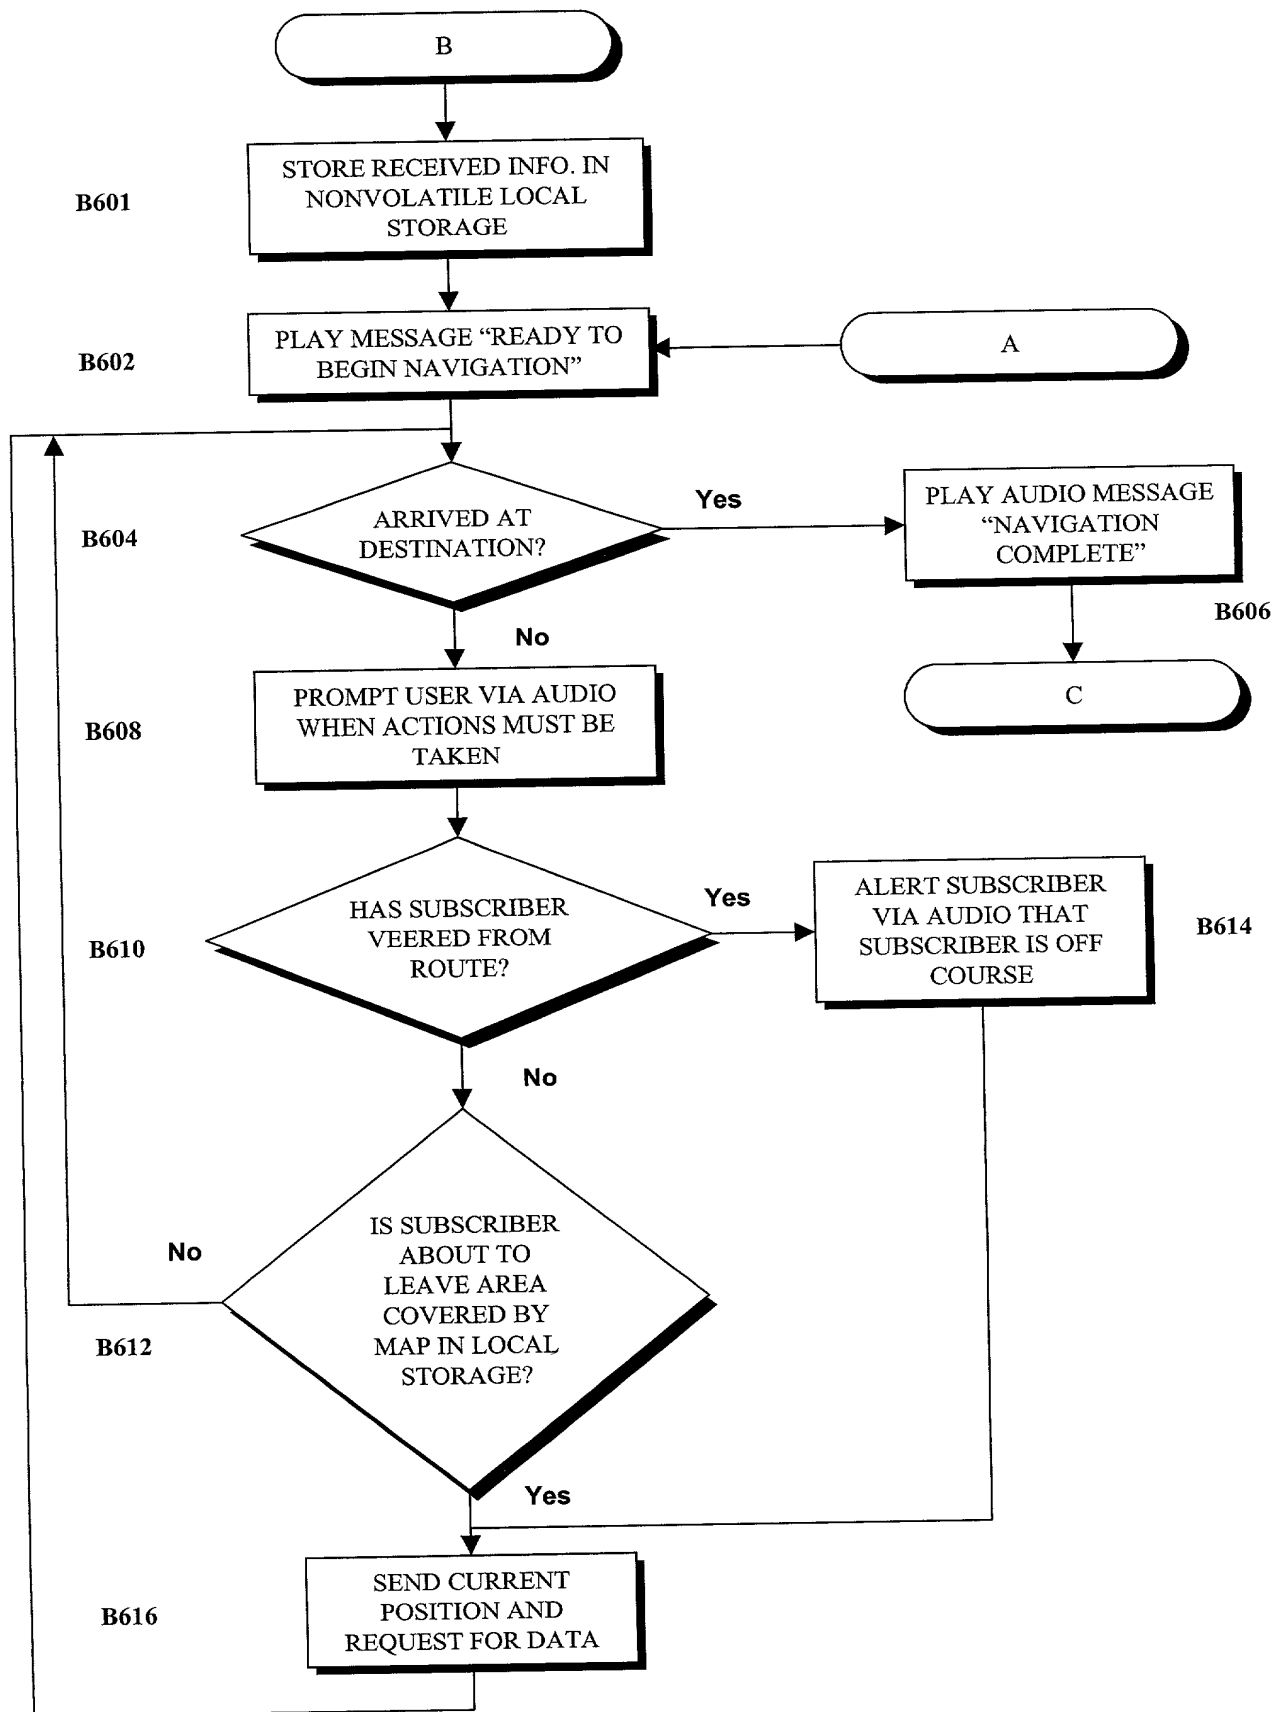 B
STORE RECEIVED INFO. IN
NONVOLATILE LOCAL
STORAGE
B601
PLAY MESSAGE “READY TO
BEGIN NAVIGATION”
B602
A
ARRIVED AT
DESTINATION?
B604
Yes
PLAY AUDIO MESSAGE
“NAVIGATION
COMPLETE”
B606
No
C
PROMPT USER VIA AUDIO
WHEN ACTIONS MUST BE
TAKEN
B608
HAS SUBSCRIBER
VEERED FROM
ROUTE?
B610
Yes
ALERT SUBSCRIBER
VIA AUDIO THAT
SUBSCRIBER IS OFF
COURSE
B614
No
IS SUBSCRIBER
ABOUT TO
LEAVE AREA
COVERED BY
MAP IN LOCAL
STORAGE?
No
B612
Yes
SEND CURRENT
POSITION AND
REQUEST FOR DATA
B616